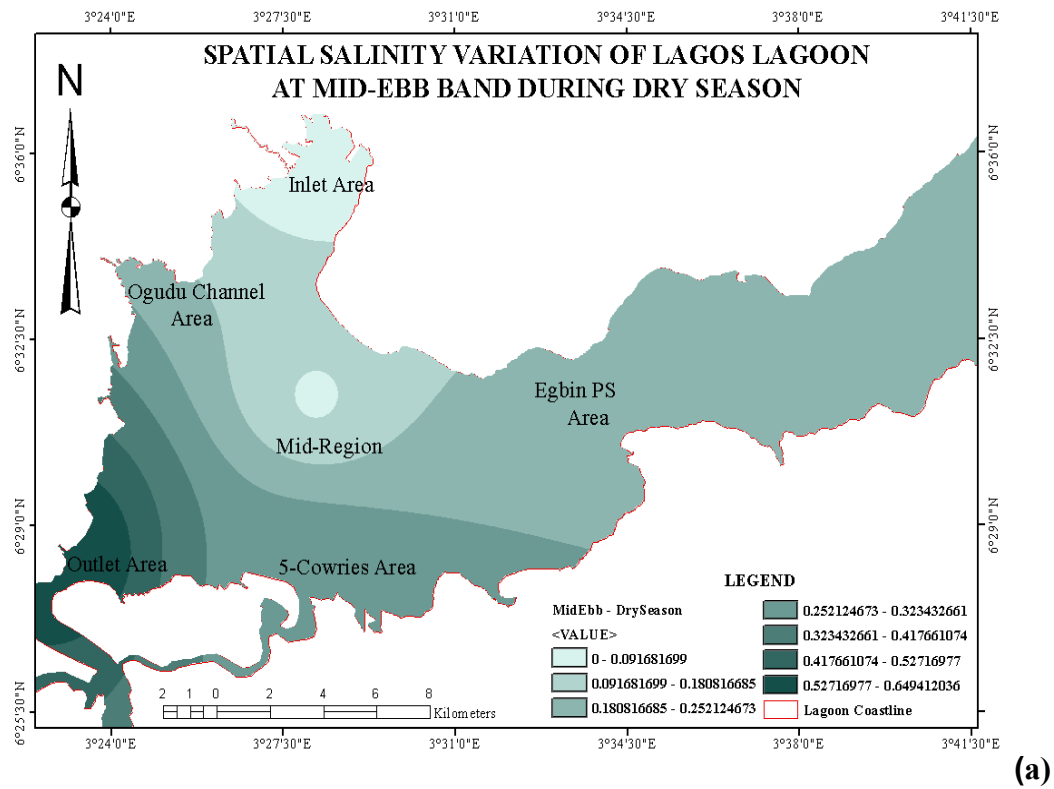 3°24'0"E 3°27'30"E 3°31'0"E 3°34'30"E 3°38'0"E 3°41'30"E
SPATIAL SALINITY VARIATION OF LAGOS LAGOON
AT MID-EBB BAND DURING DRY SEASON
N
6°36'0"N
6°36'0"N
Inlet Area
Ogudu Channel
Area
6°32'30"N
6°32'30"N
Egbin PS
Area
Mid-Region
6°29'0"N
6°29'0"N
Outlet Area
5-Cowries Area
LEGEND
MidEbb - DrySeason
<VALUE>
0 - 0.091681699
0.091681699 - 0.180816685
0.180816685 - 0.252124673
0.252124673 - 0.323432661
0.323432661 - 0.417661074
0.417661074 - 0.52716977
0.52716977 - 0.649412036
Lagoon Coastline
2 1 0 2 4 6 8
Kilometers
6°25'30"N
6°25'30"N
3°24'0"E 3°27'30"E 3°31'0"E 3°34'30"E 3°38'0"E 3°41'30"E
(a)